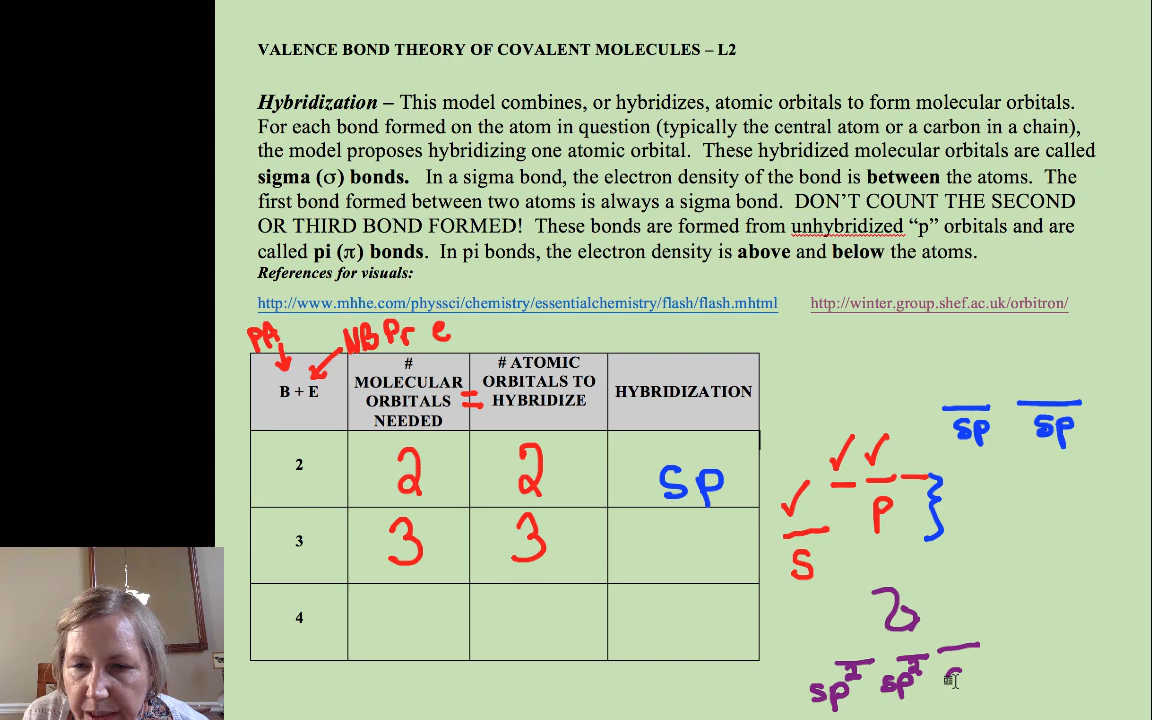 VALENCE BOND THEORY OF COVALENT MOLECULES – L2
Hybridization – This model combines, or hybridizes, atomic orbitals to form molecular orbitals.
For each bond formed on the atom in question (typically the central atom or a carbon in a chain),
the model proposes hybridizing one atomic orbital. These hybridized molecular orbitals are called
sigma (σ) bonds. In a sigma bond, the electron density of the bond is between the atoms. The
first bond formed between two atoms is always a sigma bond. DON'T COUNT THE SECOND
OR THIRD BOND FORMED! These bonds are formed from unhybridized “p” orbitals and are
called pi (π) bonds. In pi bonds, the electron density is above and below the atoms.
References for visuals:
http://www.mhhe.com/physsci/chemistry/essentialchemistry/flash/flash.mhtml http://winter.group.shef.ac.uk/orbitron/
PA NB Pr e
B + E
#
MOLECULAR
ORBITALS
NEEDED
=
# ATOMIC
ORBITALS TO
HYBRIDIZE
HYBRIDIZATION
2 2 2 sp
3 3 3
4
sp sp
s p
sp² sp²